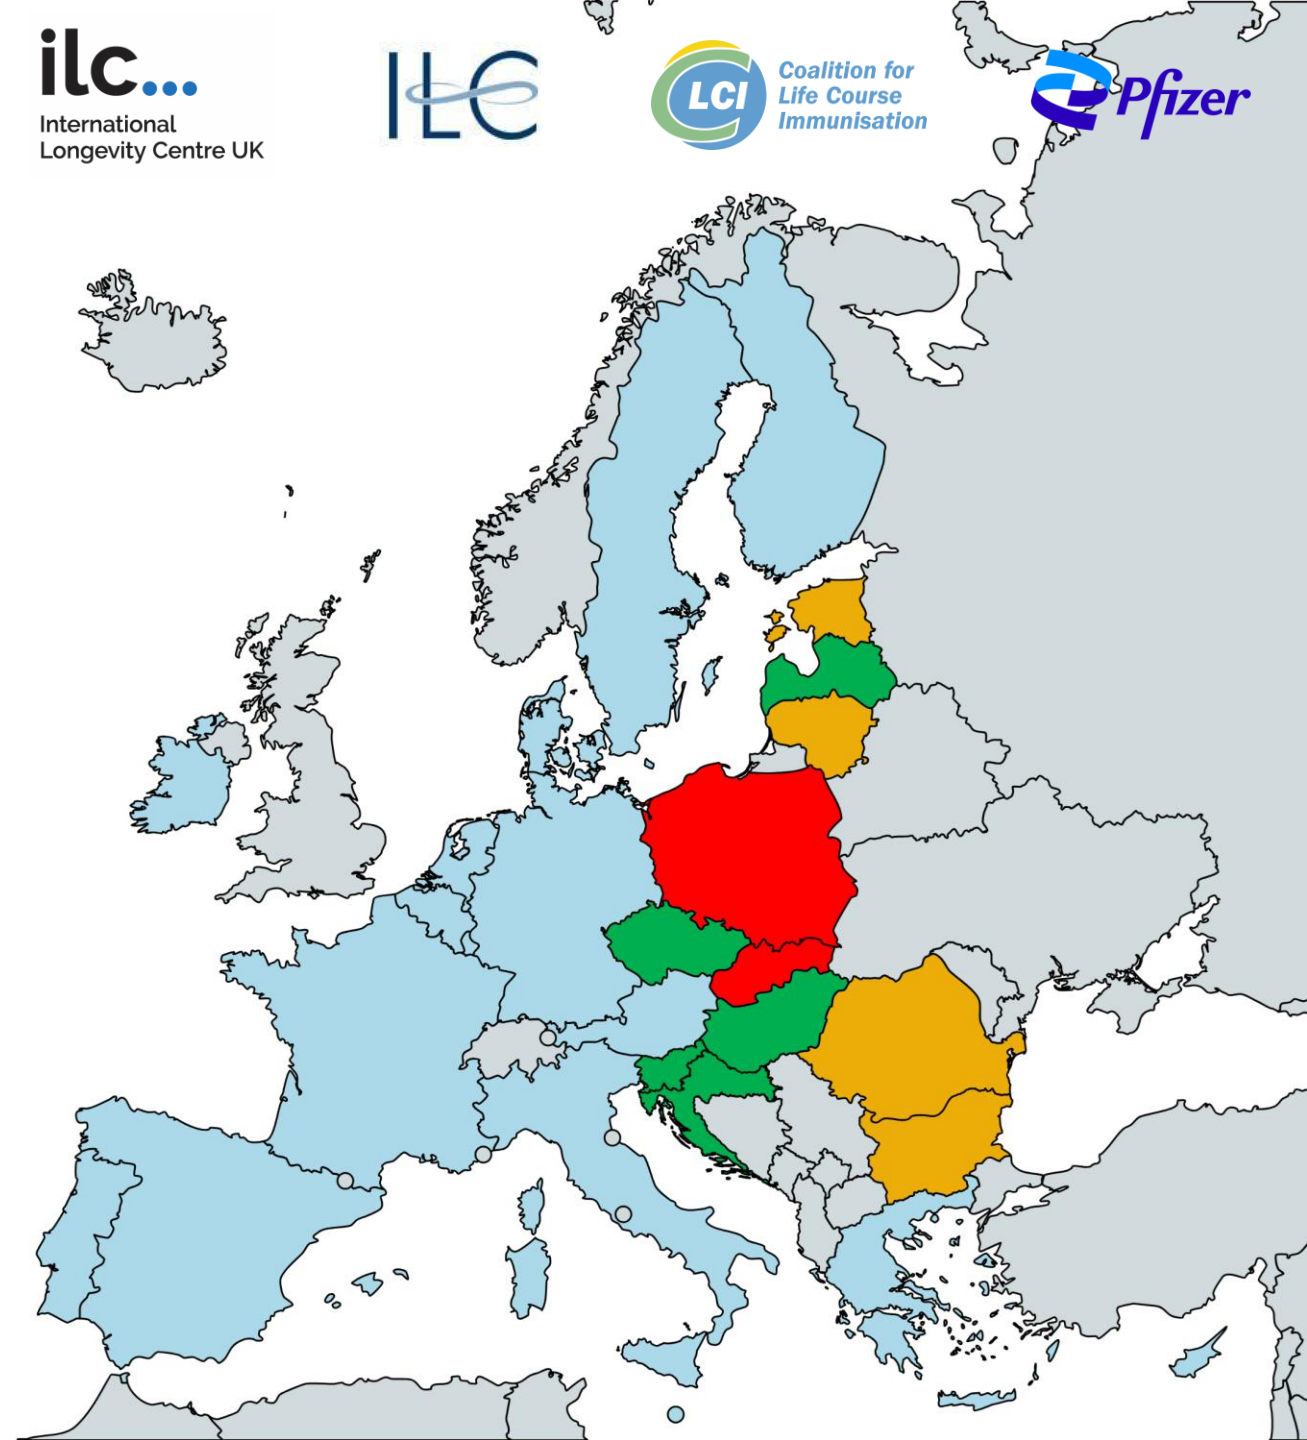 ilc...
International
Longevity Centre UK
ILC
LCI
Coalition for
Life Course
Immunisation
Pfizer